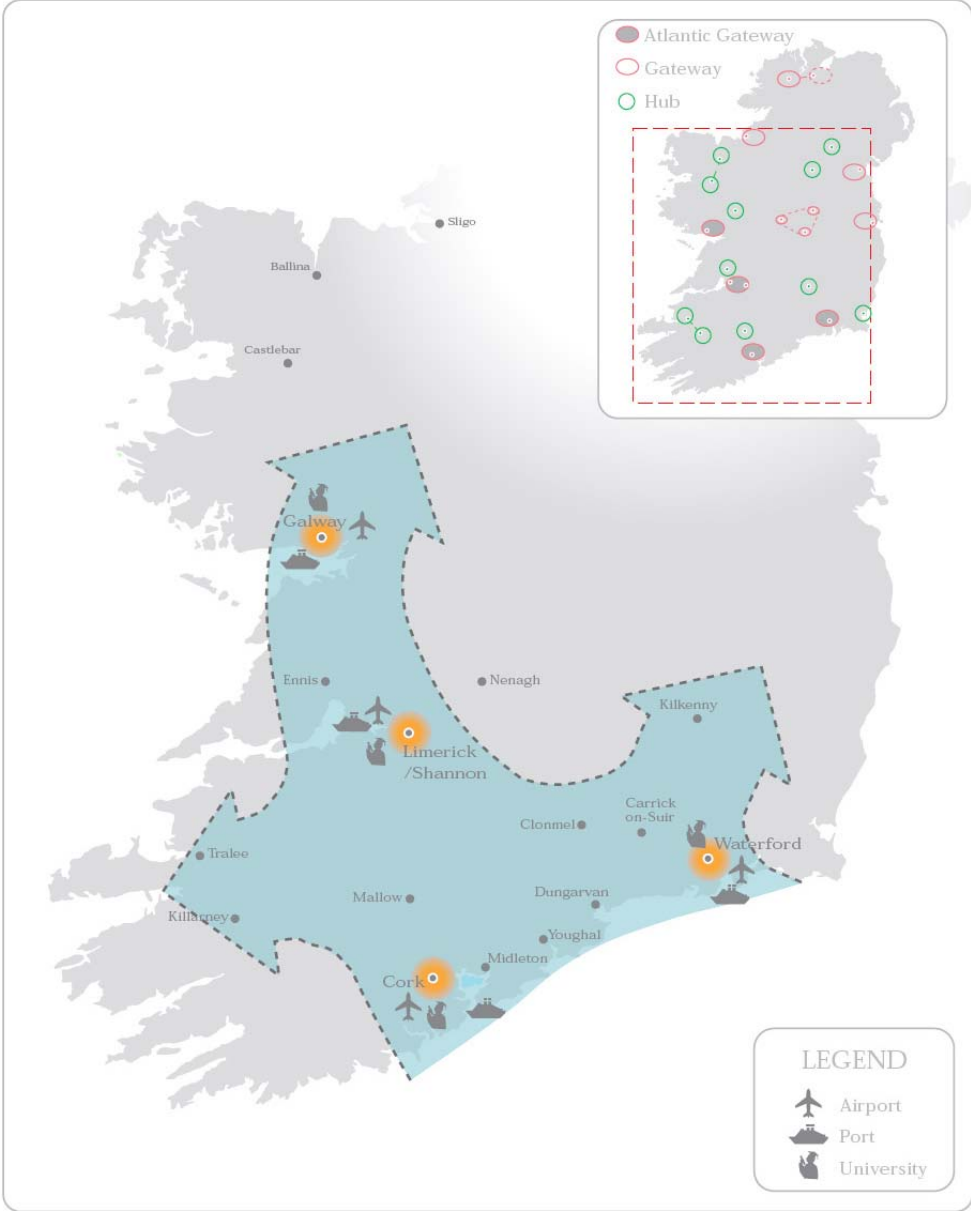 Atlantic Gateway
Gateway
Hub
Sligo
Ballina
Castlebar
Galway
Ennis
Nenagh
Kilkenny
Limerick
/Shannon
Carrick
on-Suir
Clonmel
Waterford
Tralee
Mallow
Dungarvan
Killarney
Youghal
Midleton
Cork
LEGEND
Airport
Port
University